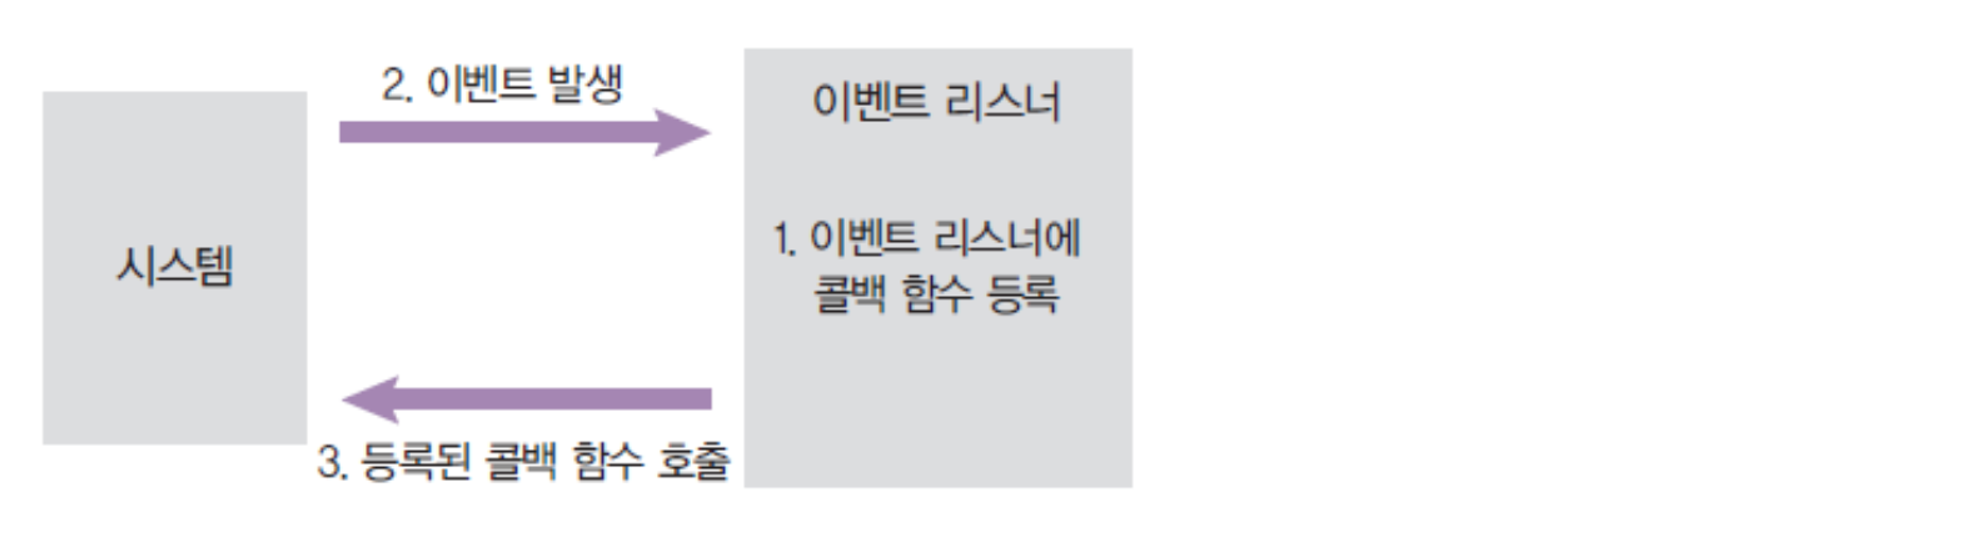 2. 이벤트 발생
이벤트 리스너
시스템
1. 이벤트 리스너에
콜백 함수 등록
3. 등록된 콜백 함수 호출